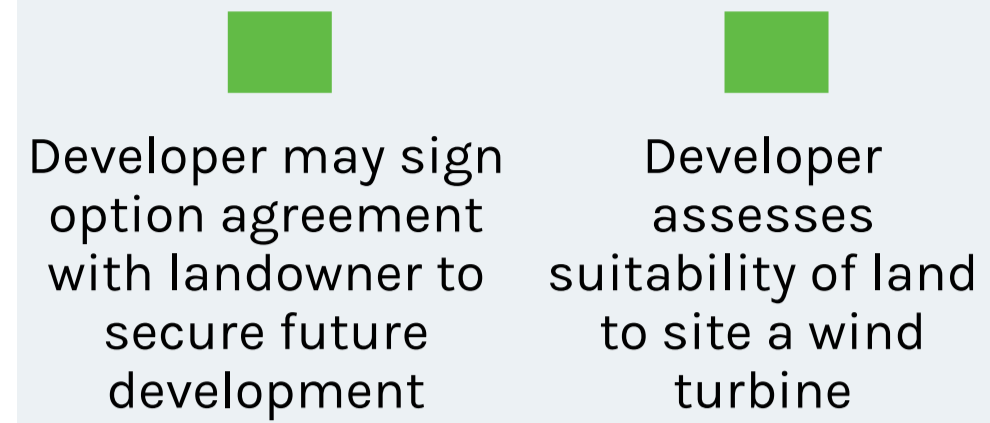 Developer may sign
option agreement
with landowner to
secure future
development
Developer
assesses
suitability of land
to site a wind
turbine